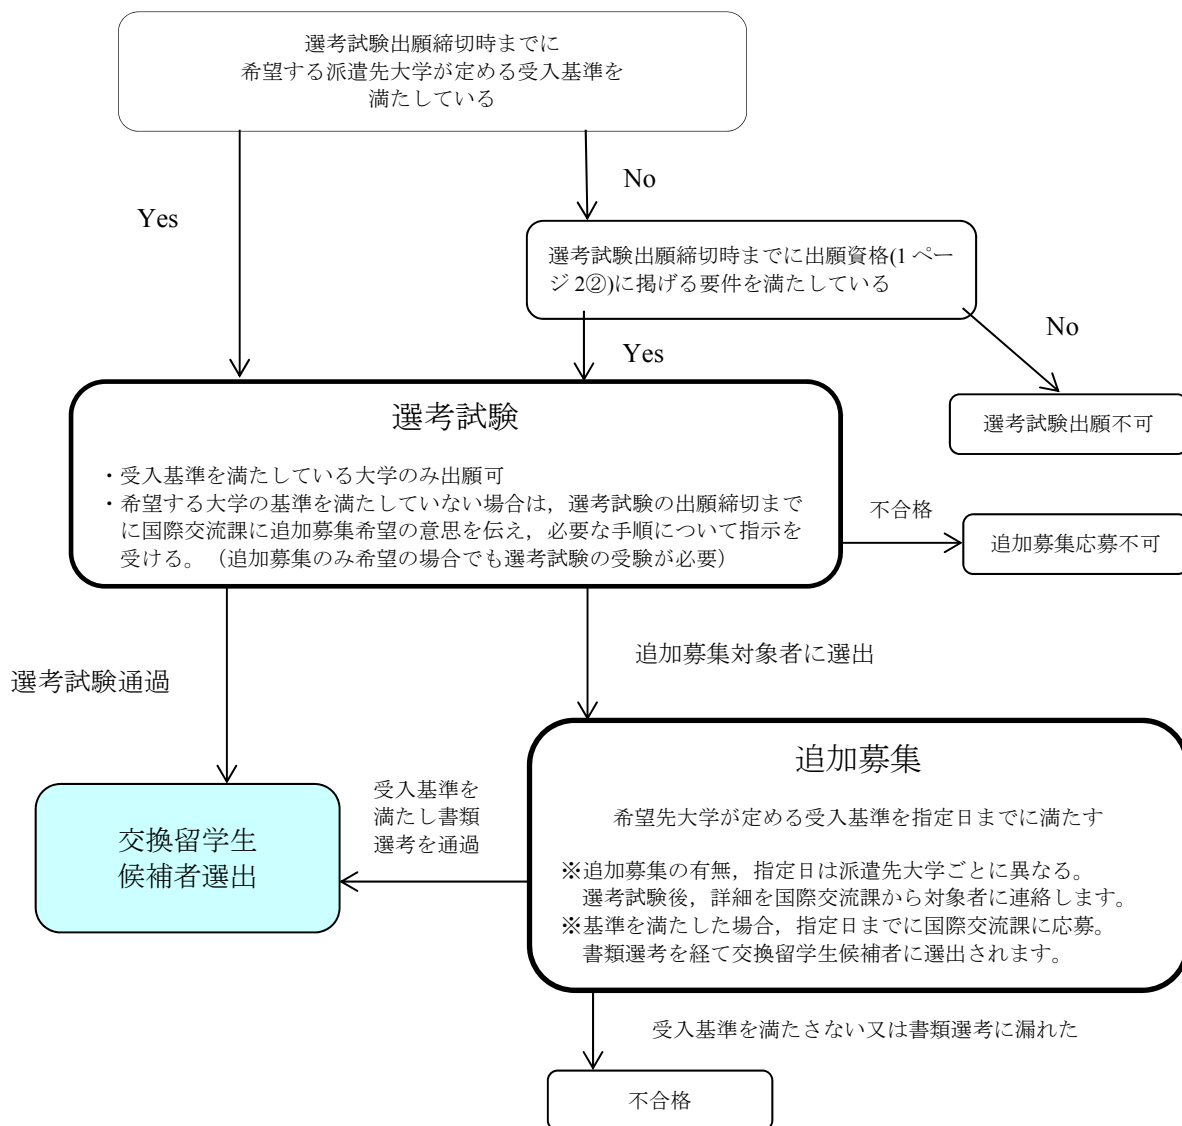 選考試験出願締切時までに
希望する派遣先大学が定める受入基準を
満たしている
No
Yes
選考試験出願締切時までに出願資格(1 ペー
ジ 2②)に掲げる要件を満たしている
No
Yes
選考試験
選考試験出願不可
・受入基準を満たしている大学のみ出願可
・希望する大学の基準を満たしていない場合は，選考試験の出願締切まで
に国際交流課に追加募集希望の意思を伝え，必要な手順について指示を
受ける。（追加募集のみ希望の場合でも選考試験の受験が必要）
不合格
追加募集応募不可
追加募集対象者に選出
選考試験通過
追加募集
受入基準を
満たし書類
選考を通過
希望先大学が定める受入基準を指定日までに満たす
交換留学生
候補者選出
※追加募集の有無，指定日は派遣先大学ごとに異なる。
選考試験後，詳細を国際交流課から対象者に連絡します。
※基準を満たした場合，指定日までに国際交流課に応募。
書類選考を経て交換留学生候補者に選出されます。
受入基準を満たさない又は書類選考に漏れた
不合格